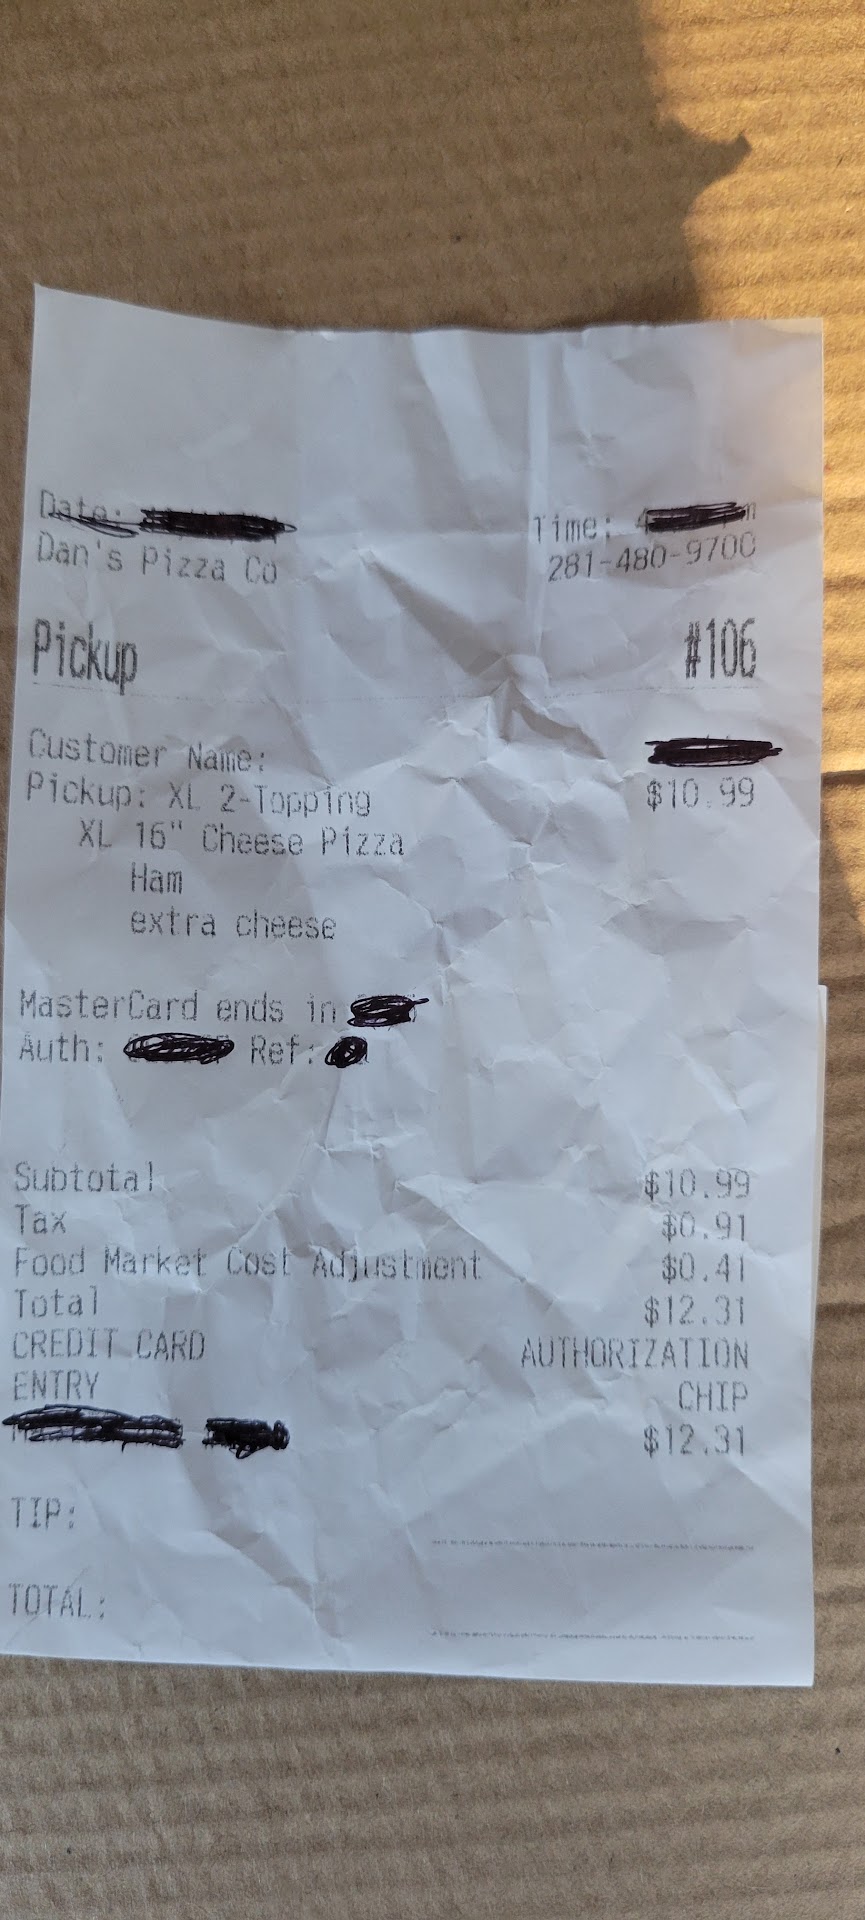 Date:
Time:
Dan's Pizza Co 281-480-9700
Pickup #106
Customer Name:
Pickup: XL 2-Topping $10.99
XL 16" Cheese Pizza
Ham
extra cheese
MasterCard ends in
Auth: Ref:
Subtotal $10.99
Tax $0.91
Food Market Cost Adjustment $0.41
Total $12.31
CREDIT CARD AUTHORIZATION
ENTRY CHIP
$12.31
TIP:
TOTAL: